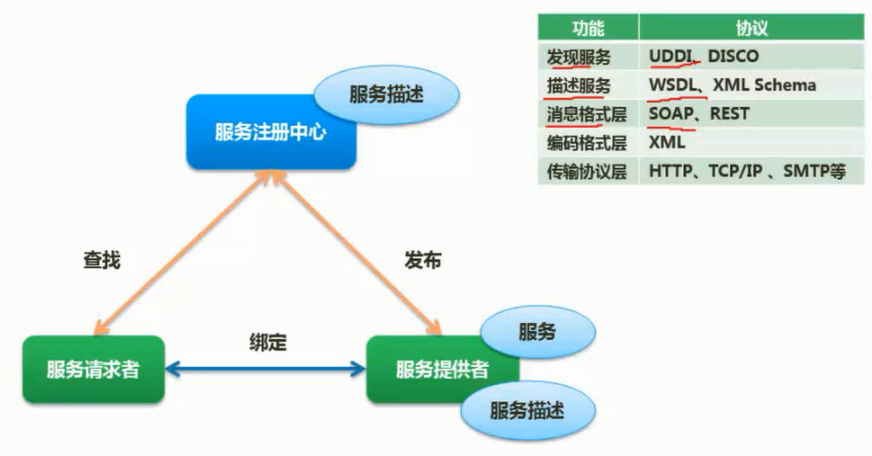 功能 协议
发现服务 UDDI、DISCO
描述服务 WSDL、XML Schema
消息格式层 SOAP、REST
编码格式层 XML
传输协议层 HTTP、TCP/IP 、SMTP等
服务描述
服务注册中心
查找
发布
绑定
服务请求者
服务提供者
服务
服务描述